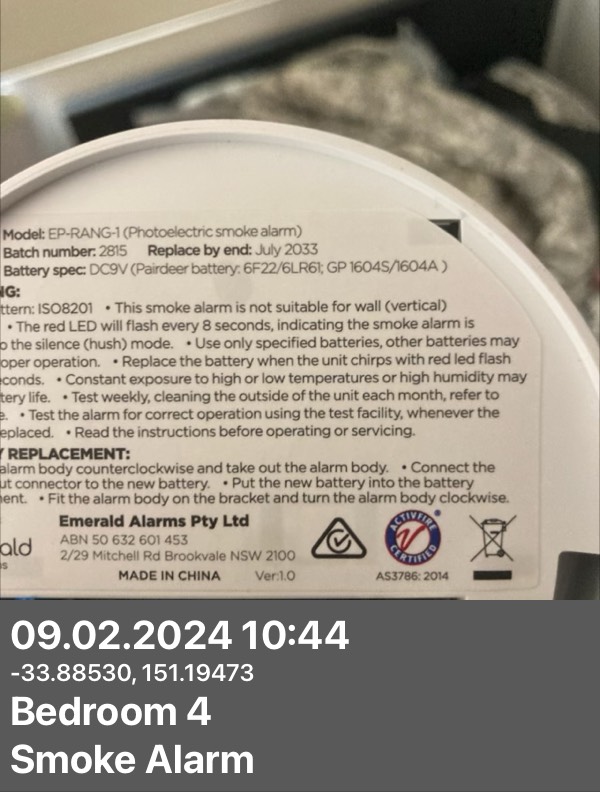 Model: EP-RANG-1 (Photoelectric smoke alarm)
Batch number: 2815 Replace by end: July 2033
Battery spec: DC9V (Pairdeer battery: 6F22/6LR61; GP 1604S/1604A )
NG:
ttern: ISO8201 • This smoke alarm is not suitable for wall (vertical)
• The red LED will flash every 8 seconds, indicating the smoke alarm is
o the silence (hush) mode. • Use only specified batteries, other batteries may
oper operation. • Replace the battery when the unit chirps with red led flash
econds. • Constant exposure to high or low temperatures or high humidity may
tery life. • Test weekly, cleaning the outside of the unit each month, refer to
e. • Test the alarm for correct operation using the test facility, whenever the
eplaced. • Read the instructions before operating or servicing.
Y REPLACEMENT:
alarm body counterclockwise and take out the alarm body. • Connect the
ut connector to the new battery. • Put the new battery into the battery
ent. • Fit the alarm body on the bracket and turn the alarm body clockwise.
Emerald Alarms Pty Ltd
ABN 50 632 601 453
ald
2/29 Mitchell Rd Brookvale NSW 2100
MADE IN CHINA Ver:1.0
ACTIVFIRE
CERTIFIED
AS3786: 2014
09.02.2024 10:44
-33.88530, 151.19473
Bedroom 4
Smoke Alarm